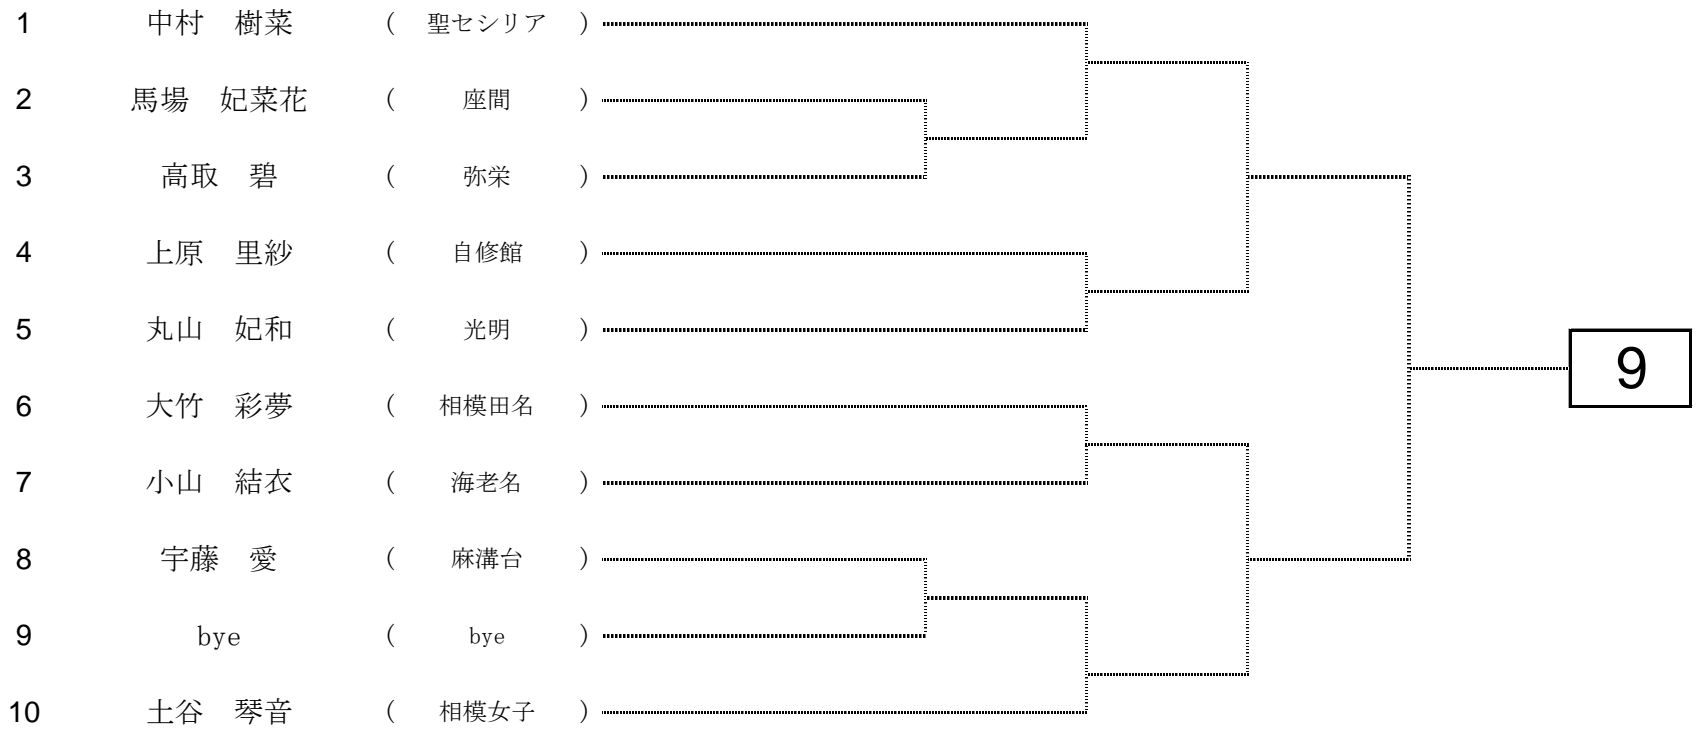 1 中村　樹菜 ( 聖セシリア )
2 馬場　妃菜花 ( 座間 )
3 高取　碧 ( 弥栄 )
4 上原　里紗 ( 自修館 )
5 丸山　妃和 ( 光明 )
9
6 大竹　彩夢 ( 相模田名 )
7 小山　結衣 ( 海老名 )
8 宇藤　愛 ( 麻溝台 )
9 bye ( bye )
10 土谷　琴音 ( 相模女子 )